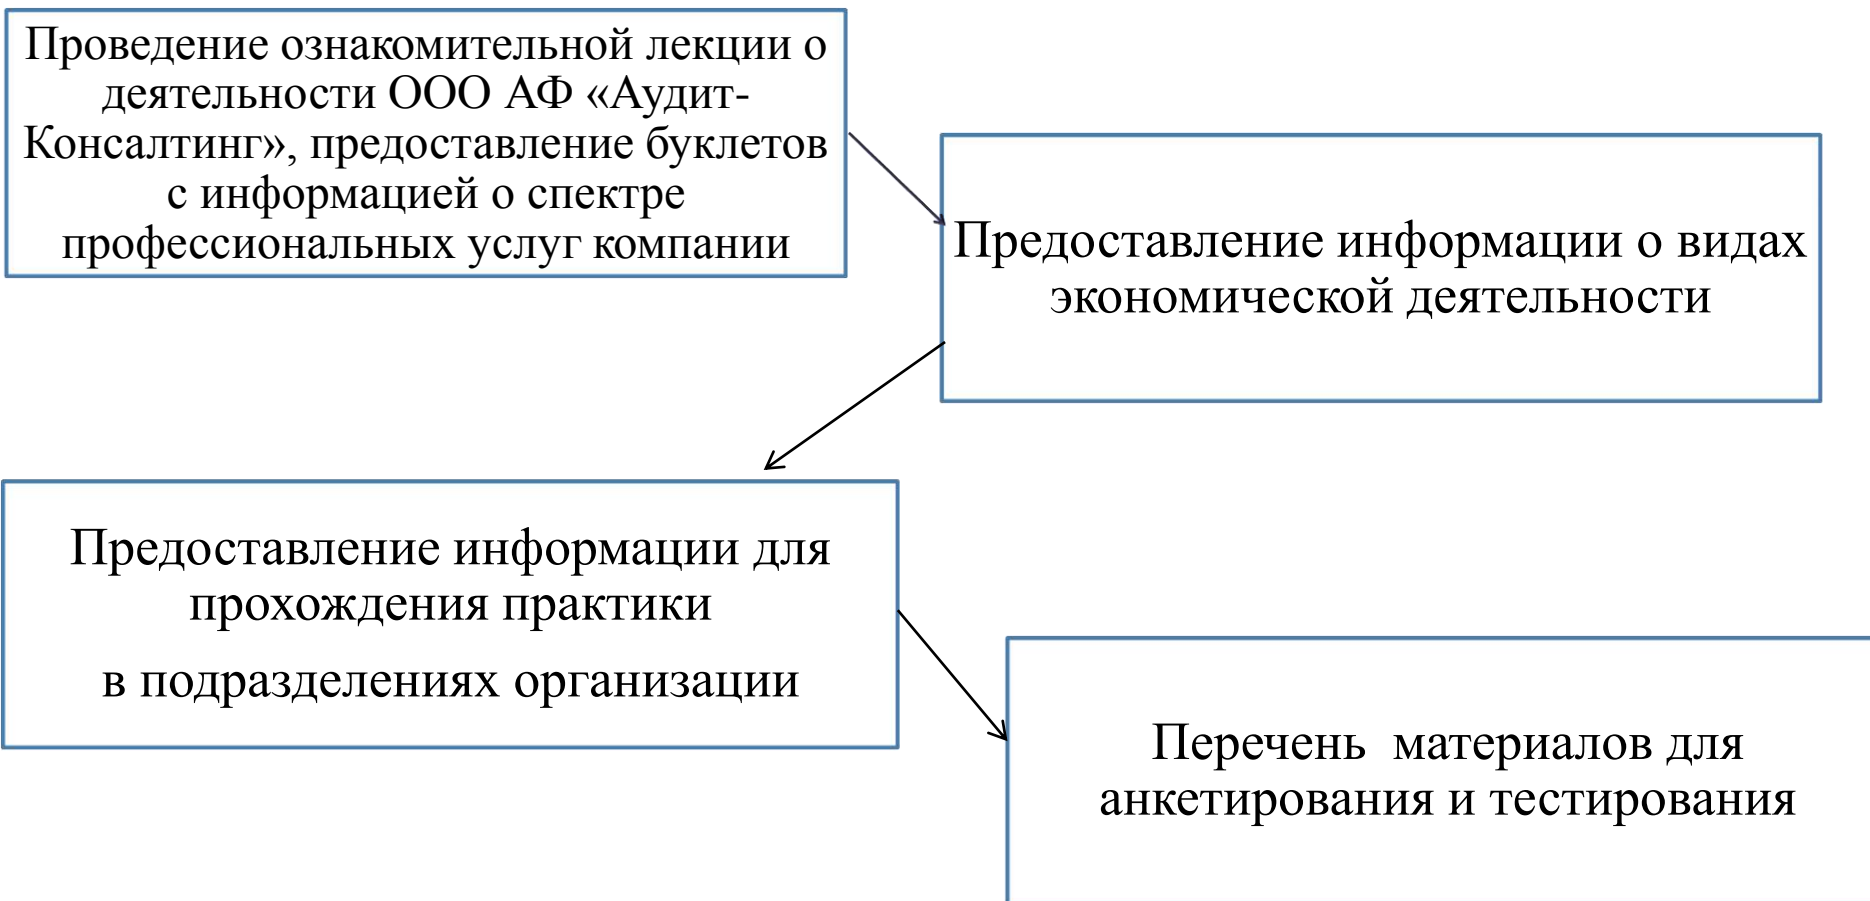 Проведение ознакомительной лекции о
деятельности ООО АФ «Аудит-
Консалтинг», предоставление буклетов
с информацией о спектре
профессиональных услуг компании
Предоставление информации о видах
экономической деятельности
Предоставление информации для
прохождения практики
в подразделениях организации
Перечень  материалов для
анкетирования и тестирования